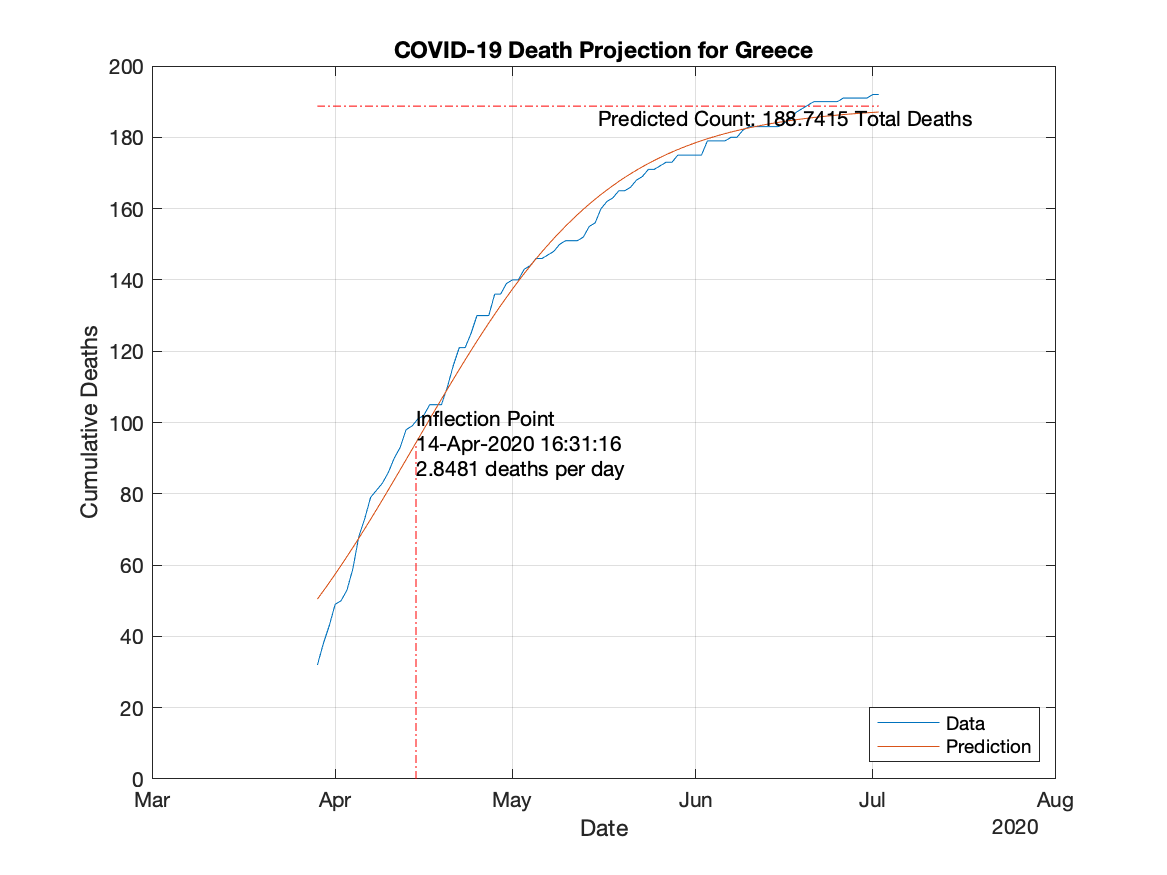 COVID-19 Death Projection for Greece
200
180
160
140
120
100
80
60
40
20
0
Cumulative Deaths
Predicted Count: 188.7415 Total Deaths
Inflection Point
14-Apr-2020 16:31:16
2.8481 deaths per day
Data
Prediction
Mar Apr May Jun Jul Aug
Date
2020